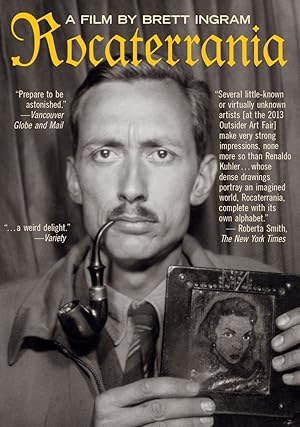 A FILM BY BRETT INGRAM
Rocaterrania
“Prepare to be
astonished.”
—Vancouver
Globe and Mail
“...a weird delight.”
—Variety
“Several little-known
or virtually unknown
artists [at the 2013
Outsider Art Fair]
make very strong
impressions, none
more so than Renaldo
Kuhler...whose
dense drawings
portray an imagined
world, Rocaterrania,
complete with its
own alphabet.”
— Roberta Smith,
The New York Times